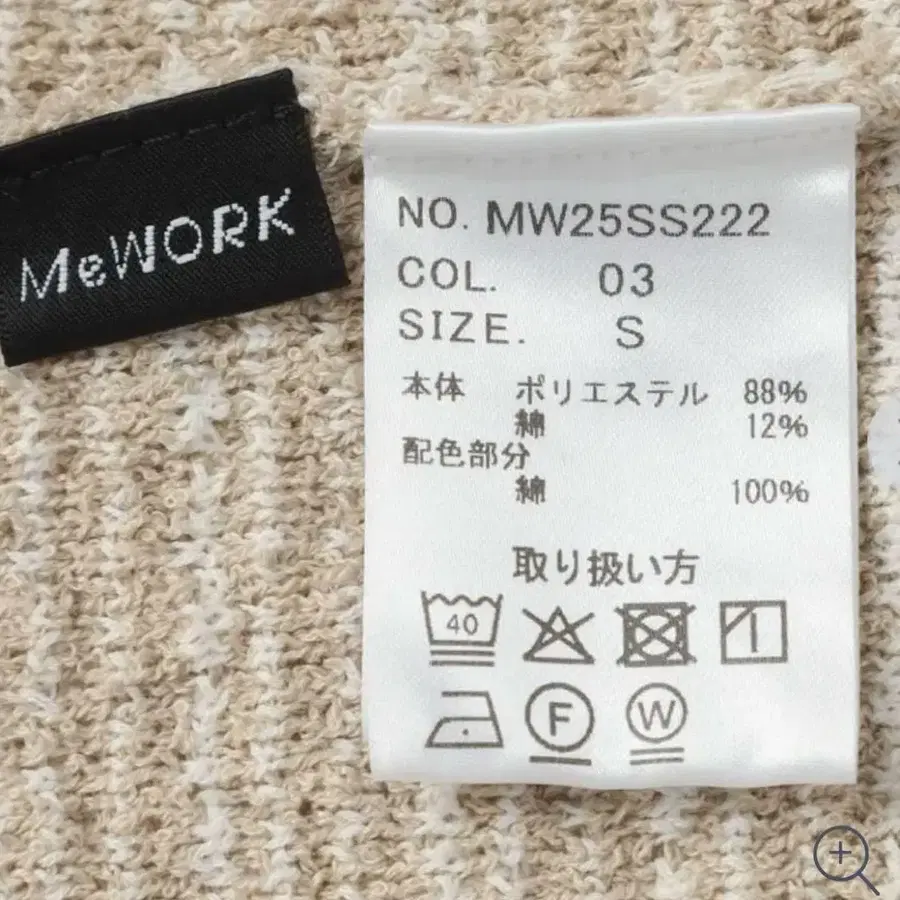 MeWORK
NO. MW25SS222
COL. 03
SIZE. S
本体 ポリエステル 88%
綿 12%
配色部分
綿 100%
取り扱い方
40
F
W